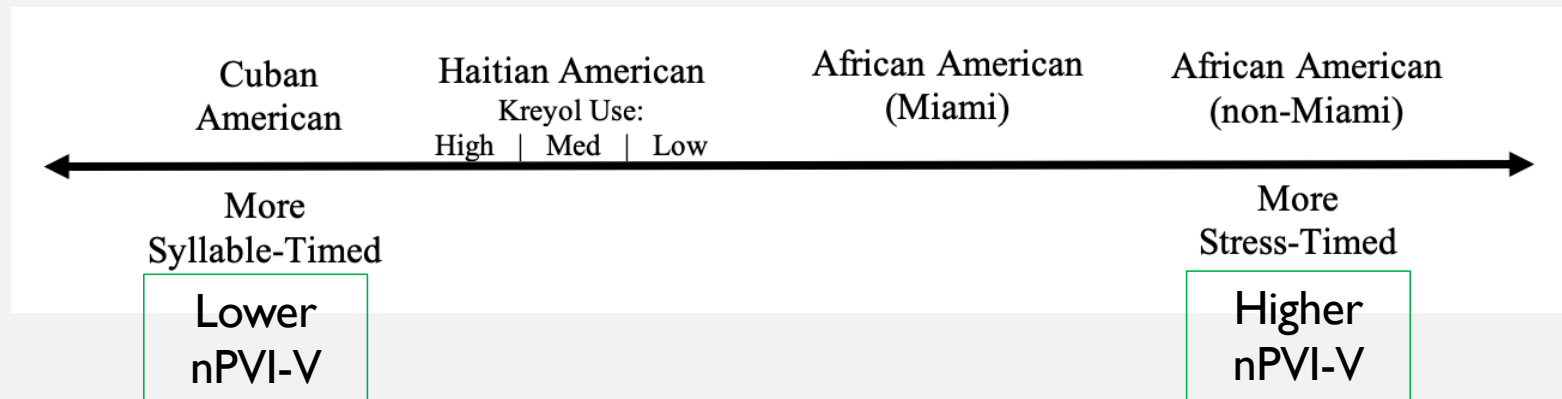 Cuban
American
Haitian American
Kreyol Use:
High | Med | Low
African American
(Miami)
African American
(non-Miami)
More
Syllable-Timed
Lower
nPVI-V
More
Stress-Timed
Higher
nPVI-V